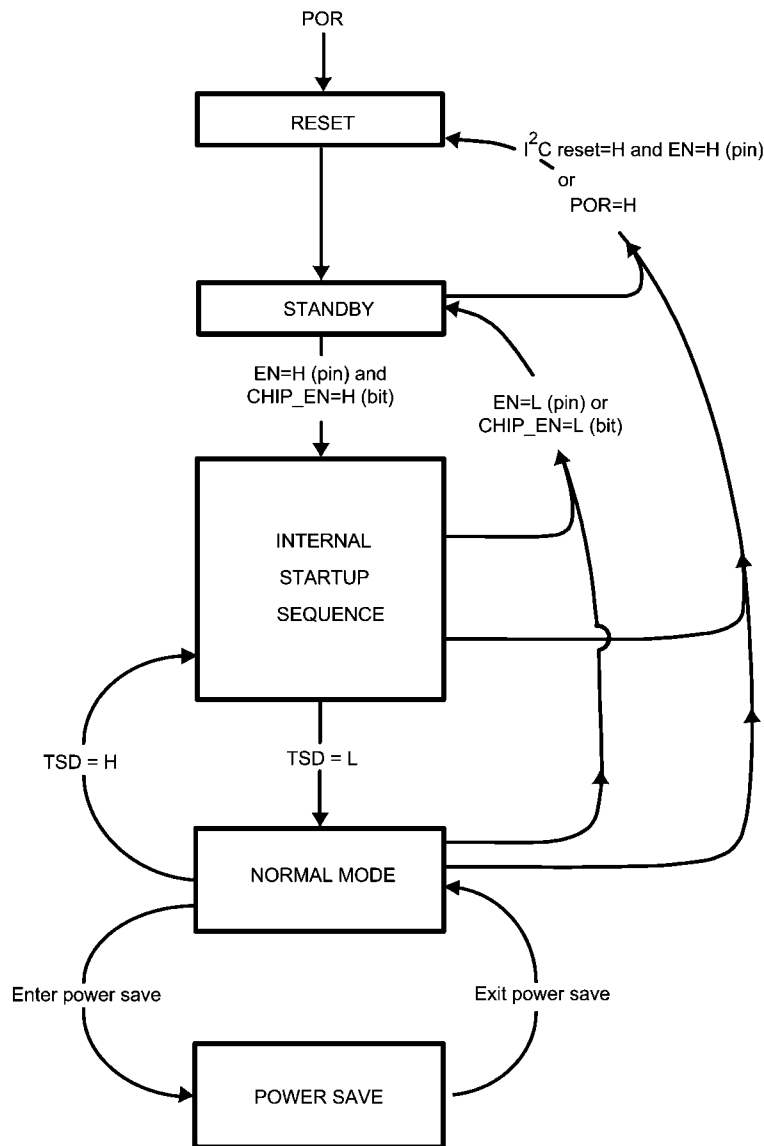 POR
RESET
I²C reset=H and EN=H (pin)
or
POR=H
STANDBY
EN=H (pin) and
CHIP_EN=H (bit)
EN=L (pin) or
CHIP_EN=L (bit)
INTERNAL
STARTUP
SEQUENCE
TSD = H
TSD = L
NORMAL MODE
Enter power save
Exit power save
POWER SAVE